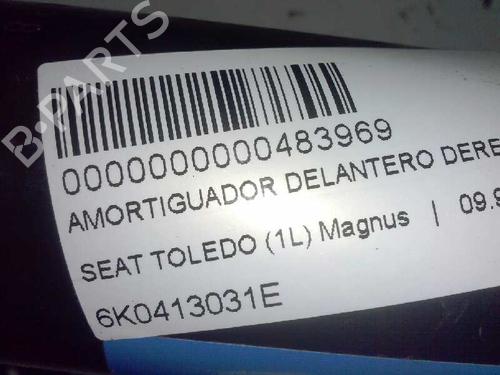 B-PARTS
0000000000483969
AMORTIGUADOR DELANTERO DERE
SEAT TOLEDO (1L) Magnus | 09.9
6K0413031E